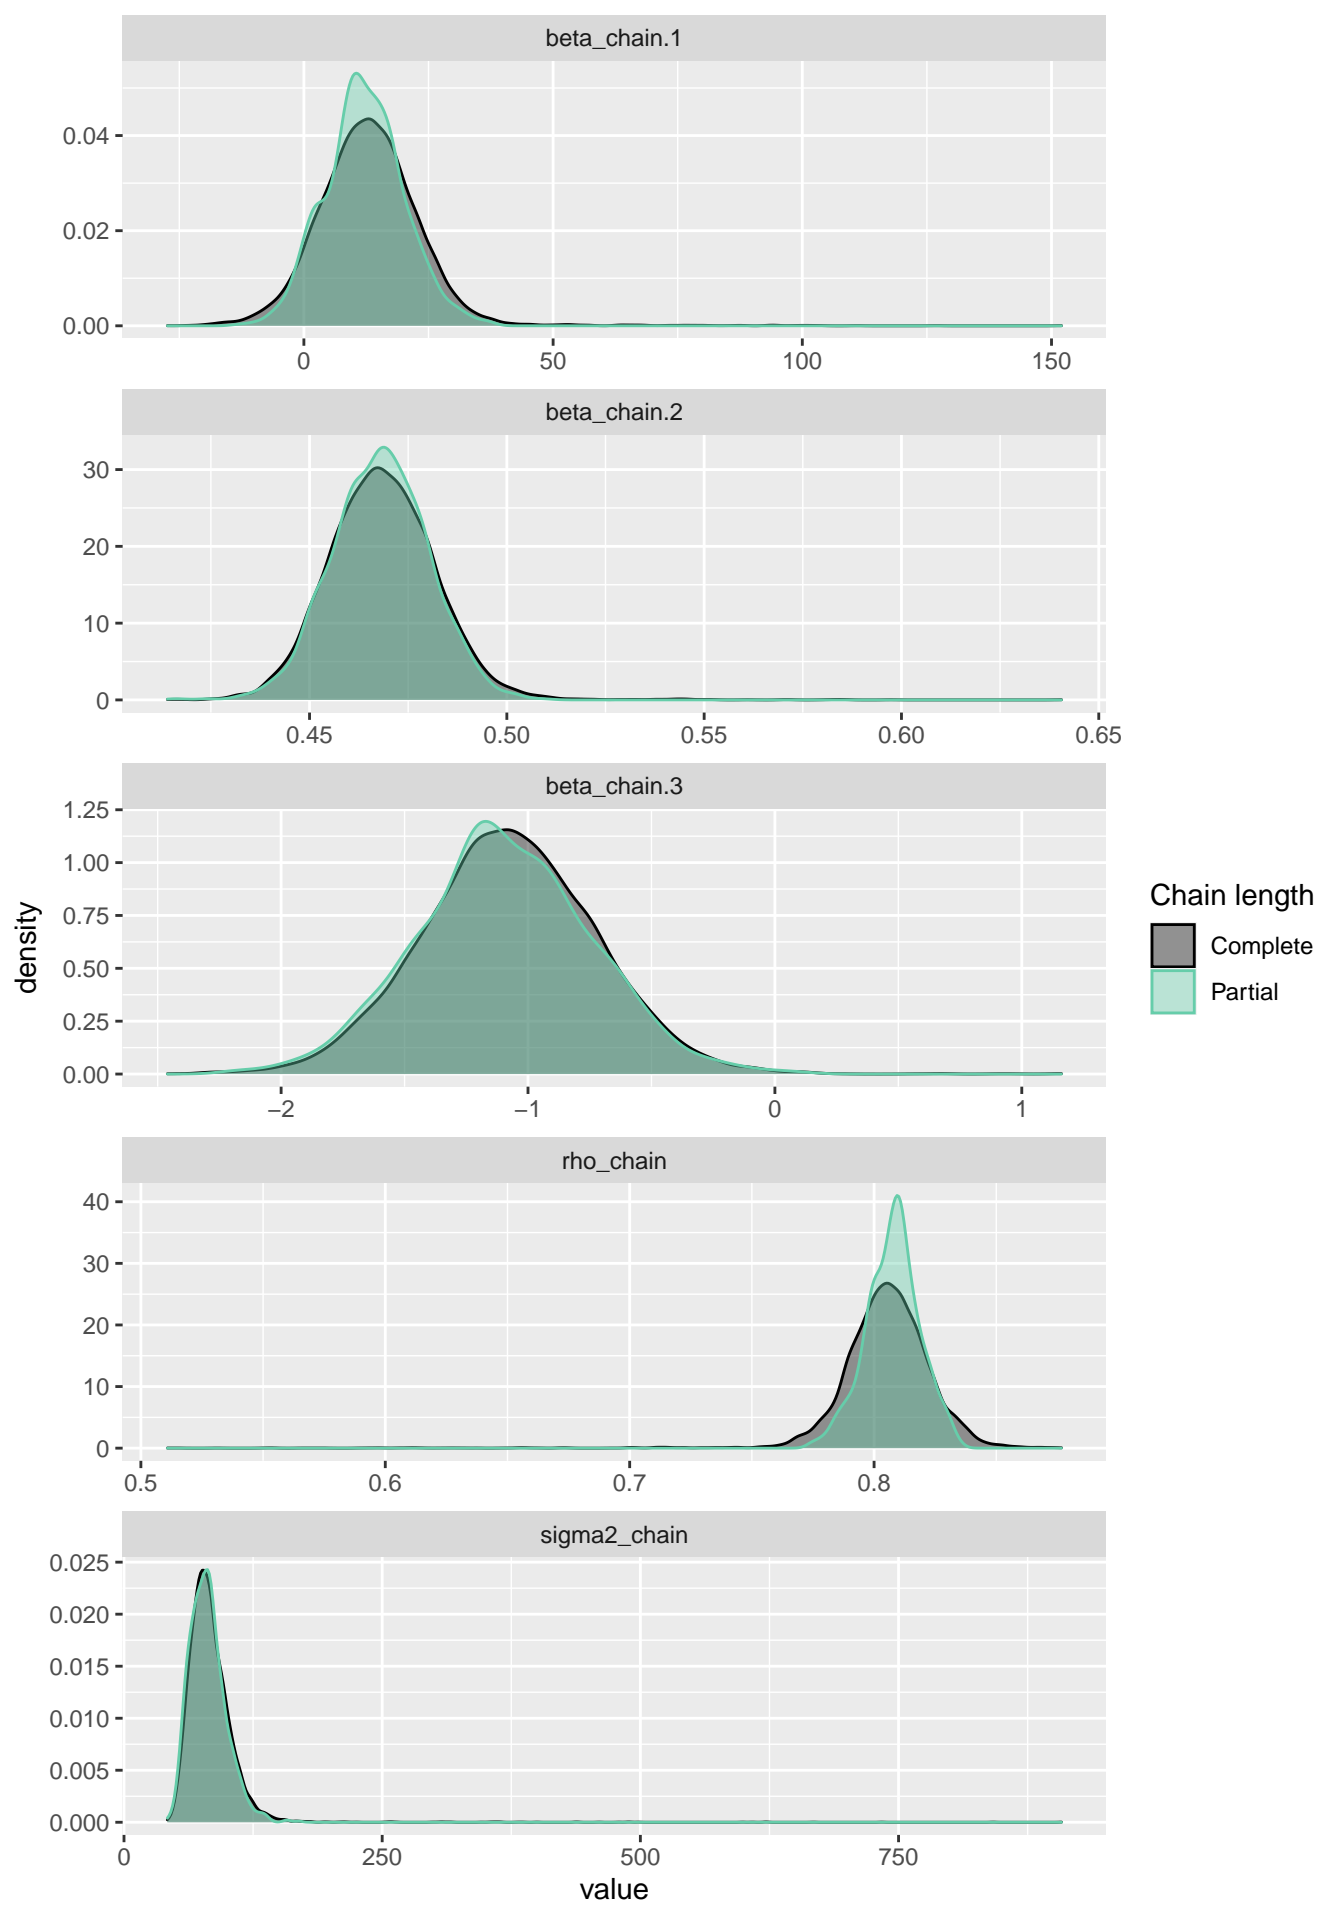 beta_chain.1
0.04
0.02
0.00
0 50 100 150
beta_chain.2
30
20
10
0
0.45 0.50 0.55 0.60 0.65
beta_chain.3
1.25
1.00
0.75
0.50
0.25
0.00
−2 −1 0 1
rho_chain
40
30
20
10
0
0.5 0.6 0.7 0.8
sigma2_chain
0.025
0.020
0.015
0.010
0.005
0.000
0 250 500 750
value
density
Chain length
Complete
Partial